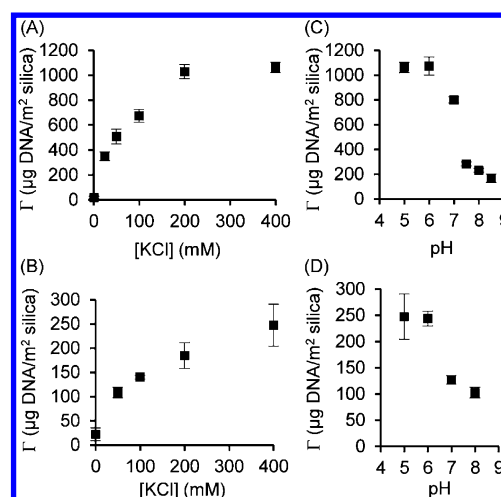 (A)
Γ (µg DNA/m² silica)
1200
1000
800
600
400
200
0
0 100 200 300 400
[KCl] (mM)
(C)
Γ (µg DNA/m² silica)
1200
1000
800
600
400
200
0
4 5 6 7 8 9
pH
(B)
Γ (µg DNA/m² silica)
300
250
200
150
100
50
0
0 100 200 300 400
[KCl] (mM)
(D)
Γ (µg DNA/m² silica)
300
250
200
150
100
50
0
4 5 6 7 8 9
pH